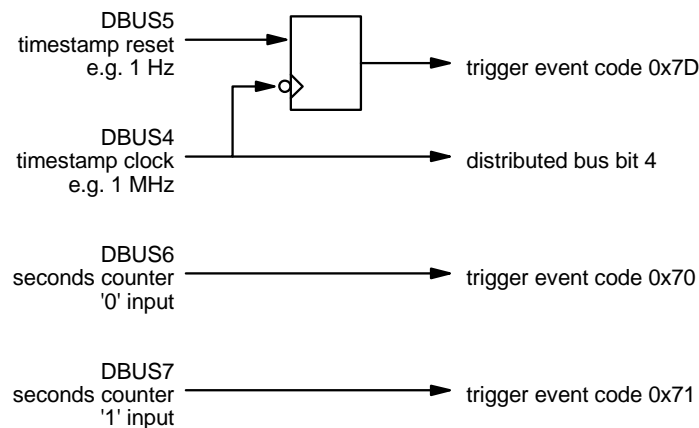 DBUS5
timestamp reset
e.g. 1 Hz
trigger event code 0x7D
DBUS4
timestamp clock
e.g. 1 MHz
distributed bus bit 4
DBUS6
seconds counter
'0' input
trigger event code 0x70
DBUS7
seconds counter
'1' input
trigger event code 0x71